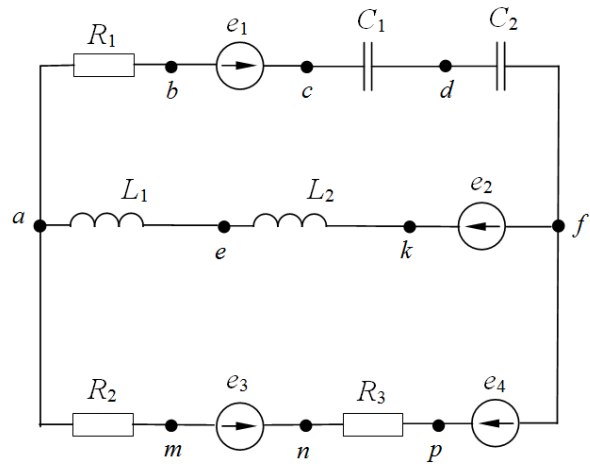 R₁ e₁ C₁ C₂
b c d
L₁ L₂ e₂
a e k f
R₂ e₃ R₃ e₄
m n p